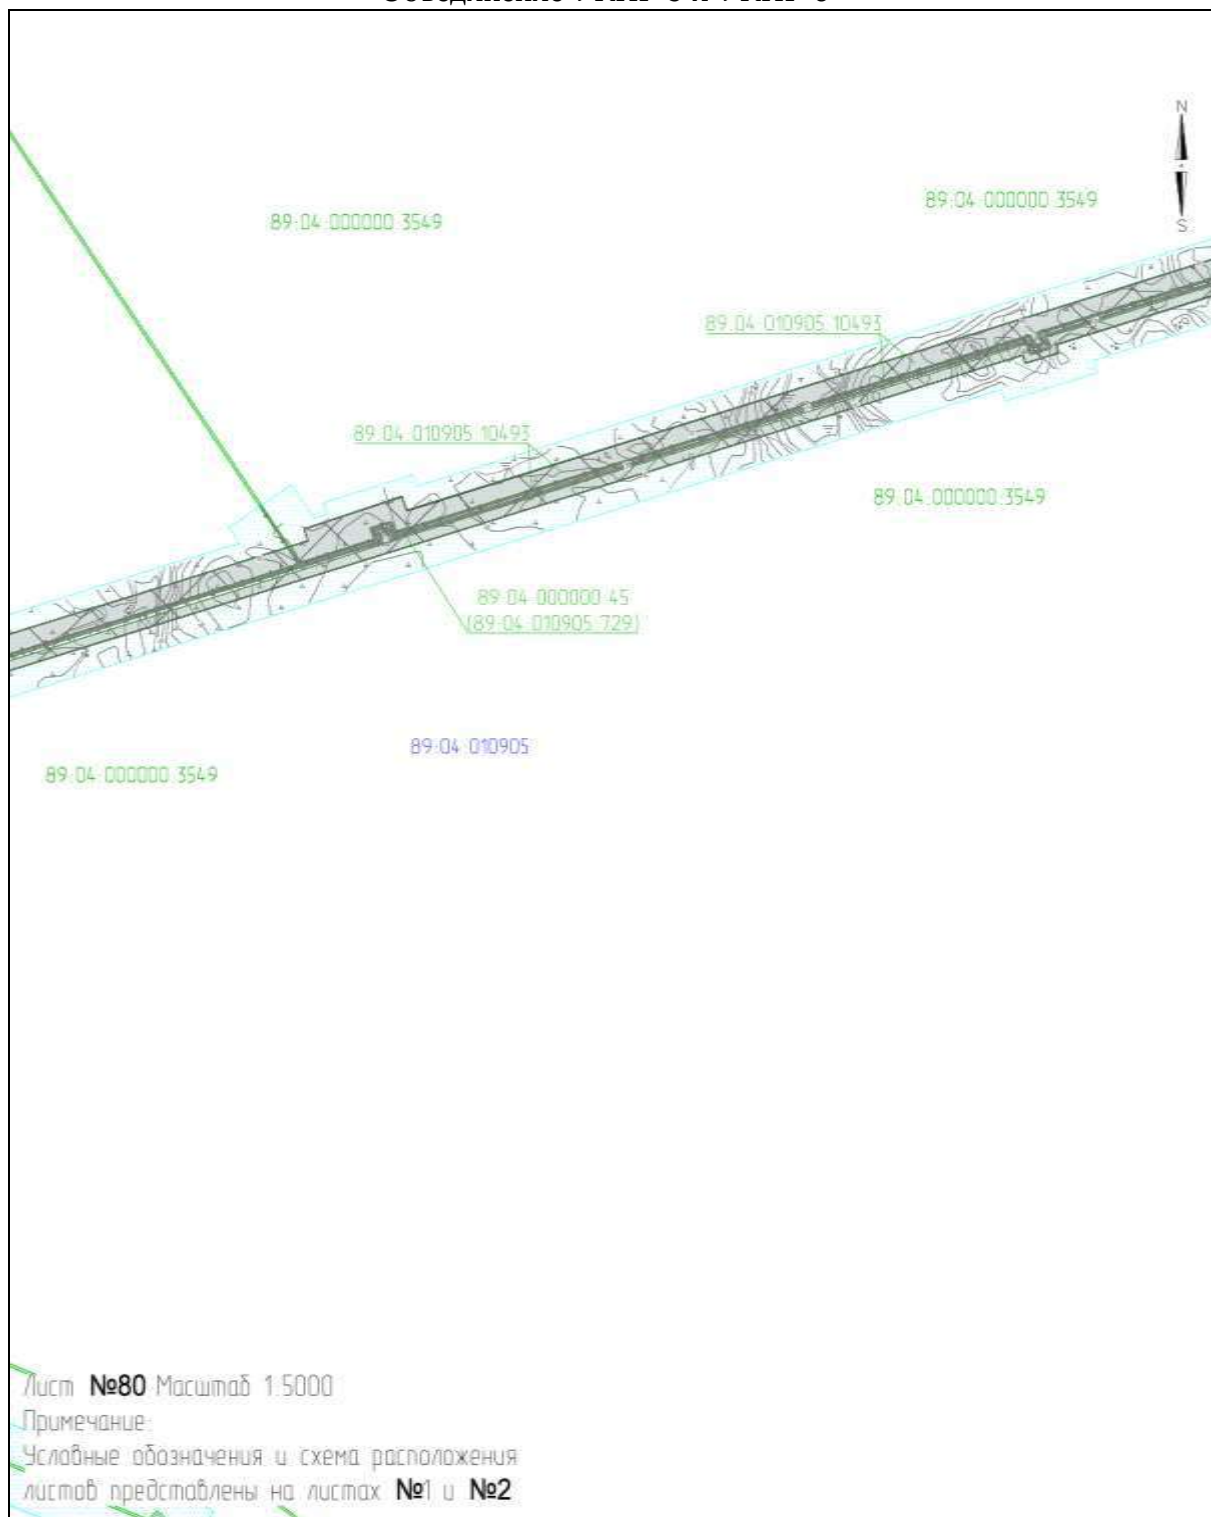 N
S
89:04:000000:3549
89:04:000000:3549
89:04:010905:10493
89:04:010905:10493
89:04:000000:3549
89:04:000000:45
(89:04:010905:729)
89:04:010905
89:04:000000:3549
Лист №80 Масштаб 1:5000
Примечание:
Условные обозначения и схема расположения
листов представлены на листах №1 и №2